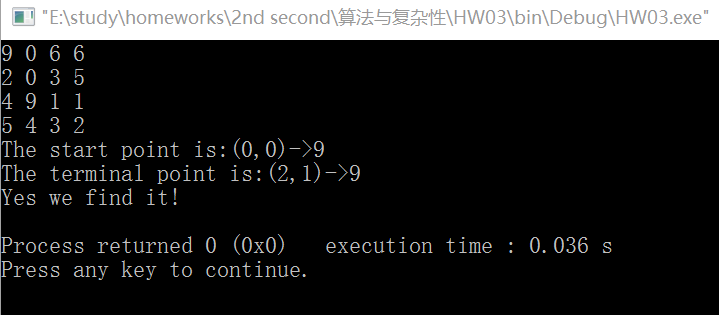 "E:\study\homeworks\2nd second\算法与复杂性\HW03\bin\Debug\HW03.exe"
9 0 6 6
2 0 3 5
4 9 1 1
5 4 3 2
The start point is:(0,0)->9
The terminal point is:(2,1)->9
Yes we find it!
Process returned 0 (0x0)   execution time : 0.036 s
Press any key to continue.